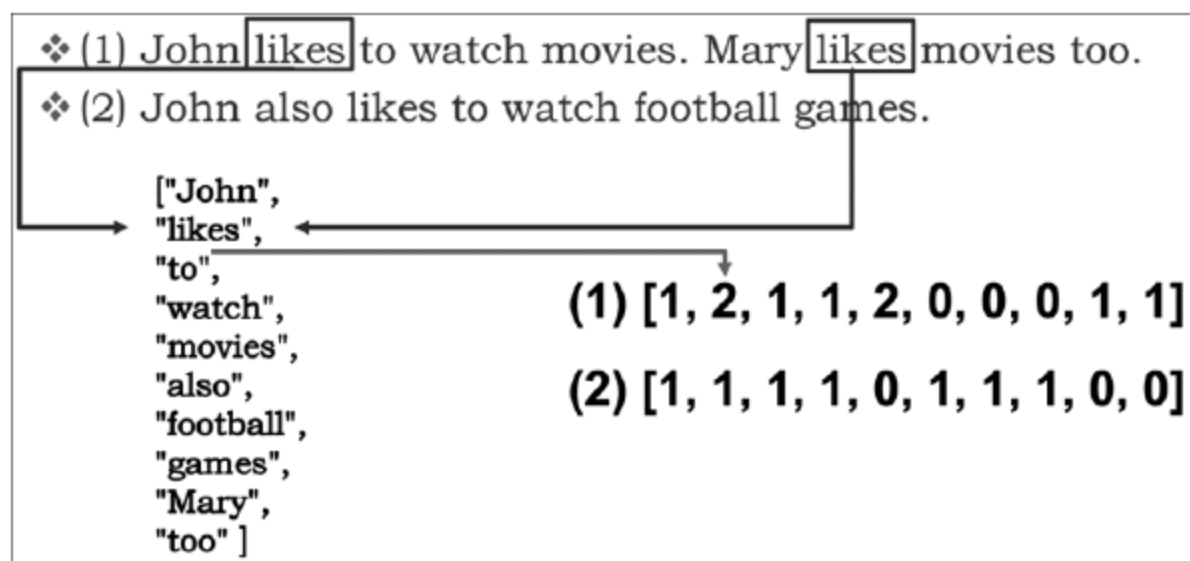 ❖ (1) John likes to watch movies. Mary likes movies too.
❖ (2) John also likes to watch football games.
["John",
"likes",
"to",
"watch",
"movies",
"also",
"football",
"games",
"Mary",
"too" ]
(1) [1, 2, 1, 1, 2, 0, 0, 0, 1, 1]
(2) [1, 1, 1, 1, 0, 1, 1, 1, 0, 0]